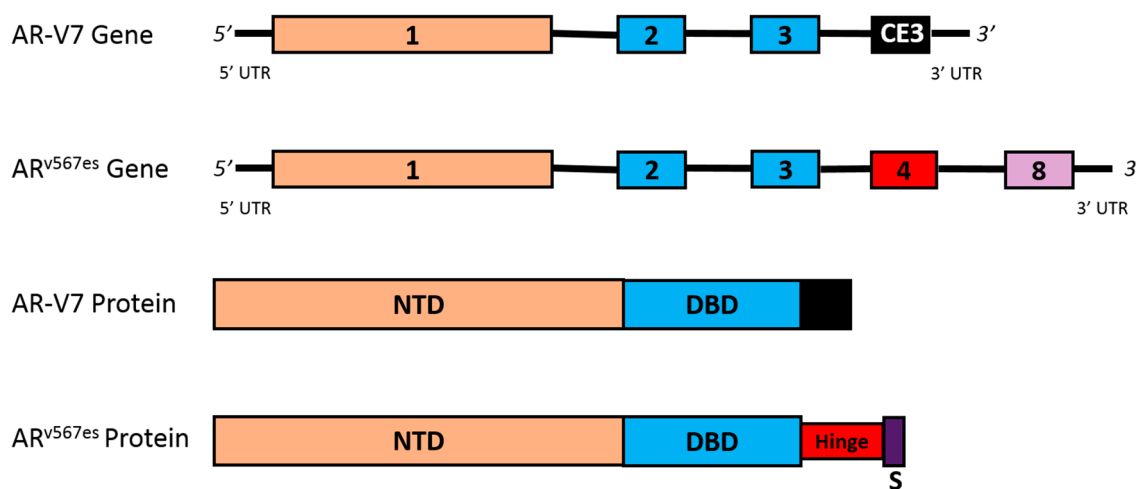 AR-V7 Gene 5' 1 2 3 CE3 3'
5' UTR 3' UTR
ARv567es Gene 5' 1 2 3 4 8 3
5' UTR 3' UTR
AR-V7 Protein NTD DBD
ARv567es Protein NTD DBD Hinge
S